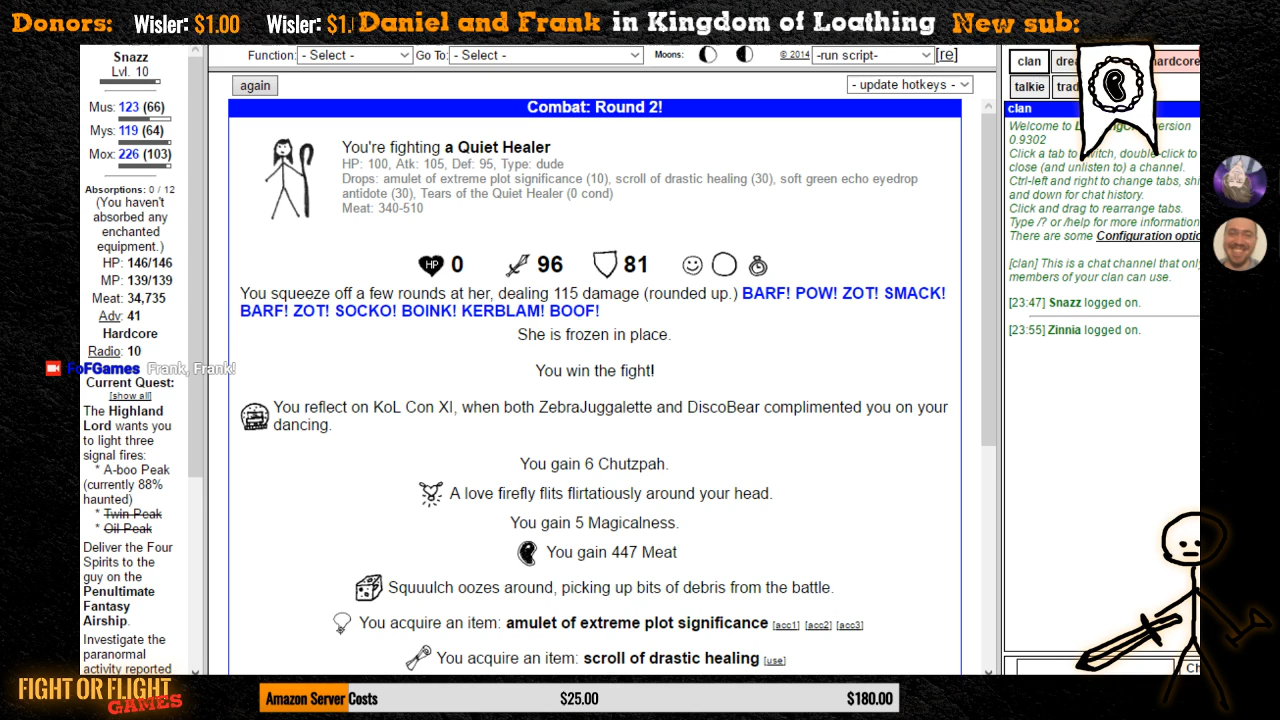 Donors: Wisler: $1.00 Wisler: $1. Daniel and Frank in Kingdom of Loathing New sub:
Snazz
Lvl. 10
Mus: 123 (66)
Mys: 119 (64)
Mox: 226 (103)
Absorptions: 0 / 12
(You haven't
absorbed any
enchanted
equipment.)
HP: 146/146
MP: 139/139
Meat: 34,735
Adv: 41
Hardcore
Radio: 10
FoFGames Frank, Frank!
Current Quest:
[show all]
The Highland
Lord wants you
to light three
signal fires:
* A-boo Peak
(currently 88%
haunted)
* Twin Peak
* Oil Peak
Deliver the Four
Spirits to the
guy on the
Penultimate
Fantasy
Airship.
Investigate the
paranormal
activity reported
Function: - Select - Go To: - Select - Moons: © 2014 -run script- [re]
again - update hotkeys -
Combat: Round 2!
You're fighting a Quiet Healer
HP: 100, Atk: 105, Def: 95, Type: dude
Drops: amulet of extreme plot significance (10), scroll of drastic healing (30), soft green echo eyedrop
antidote (30), Tears of the Quiet Healer (0 cond)
Meat: 340-510
HP 0 96 81
You squeeze off a few rounds at her, dealing 115 damage (rounded up.) BARF! POW! ZOT! SMACK!
BARF! ZOT! SOCKO! BOINK! KERBLAM! BOOF!
She is frozen in place.
You win the fight!
You reflect on KoL Con XI, when both ZebraJuggalette and DiscoBear complimented you on your
dancing.
You gain 6 Chutzpah.
A love firefly flits flirtatiously around your head.
You gain 5 Magicalness.
You gain 447 Meat
Squuulch oozes around, picking up bits of debris from the battle.
You acquire an item: amulet of extreme plot significance [acc1] [acc2] [acc3]
You acquire an item: scroll of drastic healing [use]
clan hardcore
talkie
clan
Welcome to
0.9302
Click a tab to
close (and unlisten to) a channel.
Ctrl-left and right to change tabs,
and down for chat history.
Click and drag to rearrange tabs.
Type /? or /help for more information
There are some Configuration
[clan] This is a chat channel that
members of your clan can use.
[23:47] Snazz logged on.
[23:55] Zinnia logged on.
FIGHT OR FLIGHT
GAMES
Amazon Server Costs $25.00 $180.00